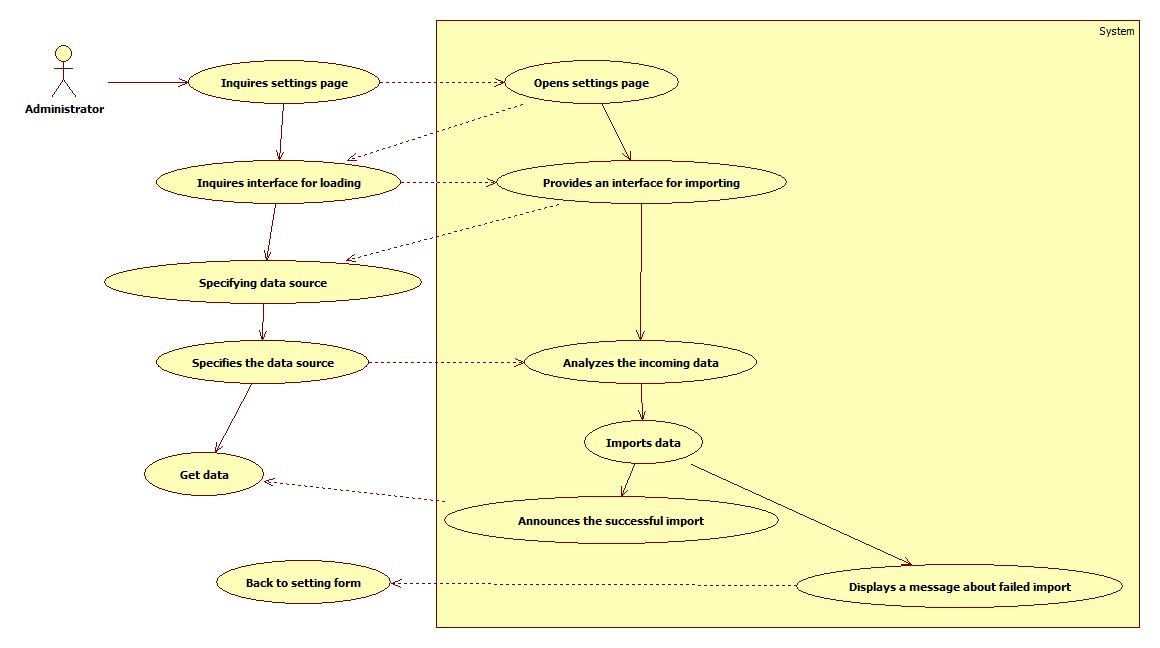 System
Administrator
Inquires settings page
Opens settings page
Inquires interface for loading
Provides an interface for importing
Specifying data source
Specifies the data source
Analyzes the incoming data
Imports data
Get data
Announces the successful import
Back to setting form
Displays a message about failed import